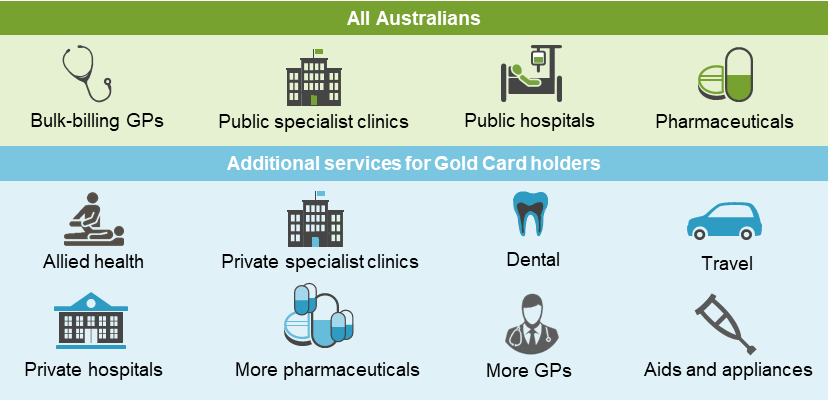 All Australians
Bulk-billing GPs
Public specialist clinics
Public hospitals
Pharmaceuticals
Additional services for Gold Card holders
Allied health
Private specialist clinics
Dental
Travel
Private hospitals
More pharmaceuticals
More GPs
Aids and appliances